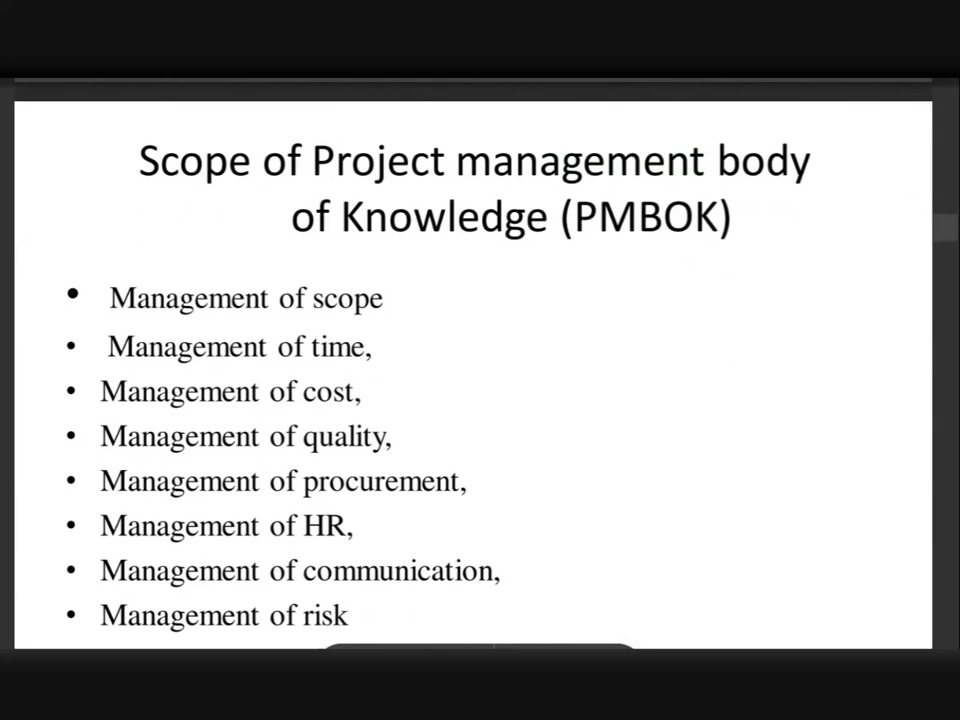 Scope of Project management body
of Knowledge (PMBOK)
• Management of scope
• Management of time,
• Management of cost,
• Management of quality,
• Management of procurement,
• Management of HR,
• Management of communication,
• Management of risk